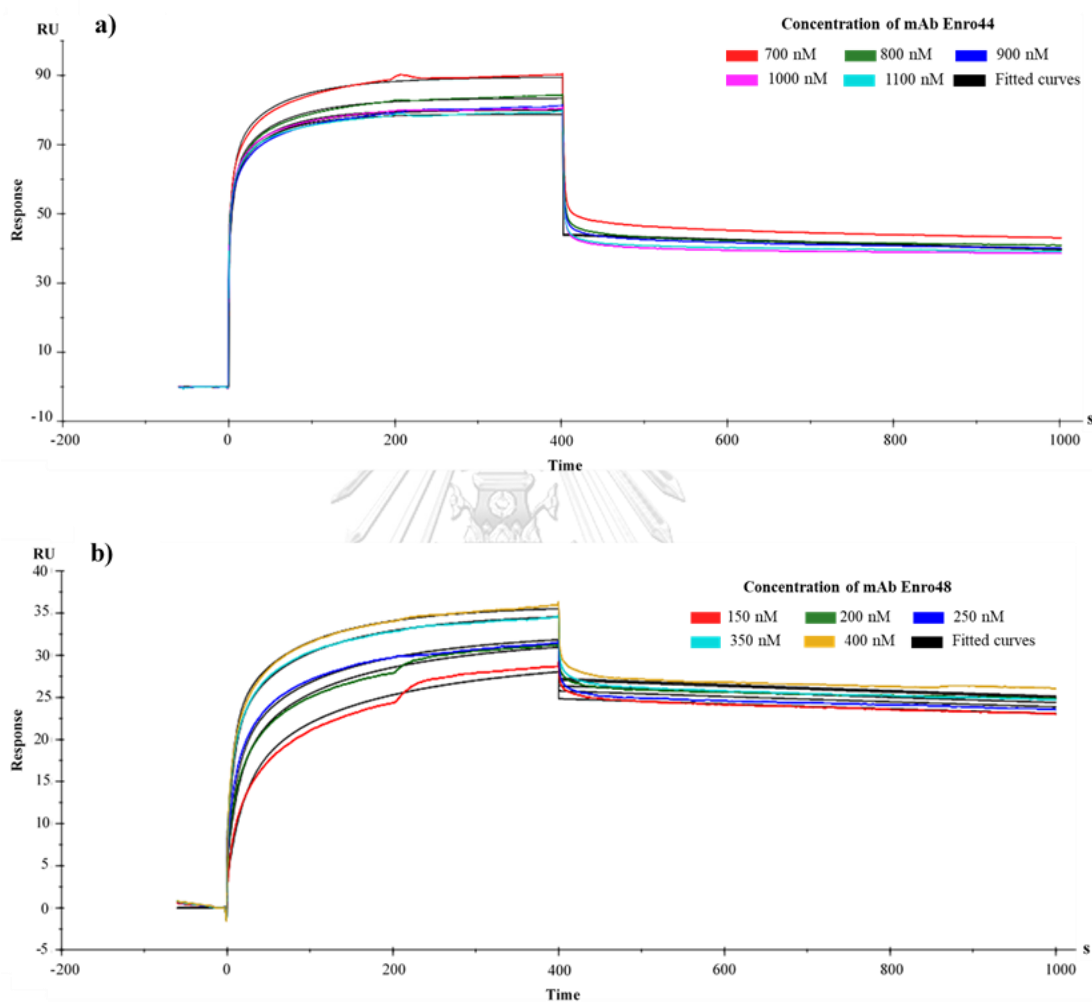 RU
a)
Concentration of mAb Enro44
700 nM 800 nM 900 nM
1000 nM 1100 nM Fitted curves
90
70
50
30
10
-10
Response
-200 0 200 400 600 800 1000 s
Time
RU
b)
Concentration of mAb Enro48
150 nM 200 nM 250 nM
350 nM 400 nM Fitted curves
40
35
30
25
20
15
10
5
0
-5
Response
-200 0 200 400 600 800 1000 s
Time